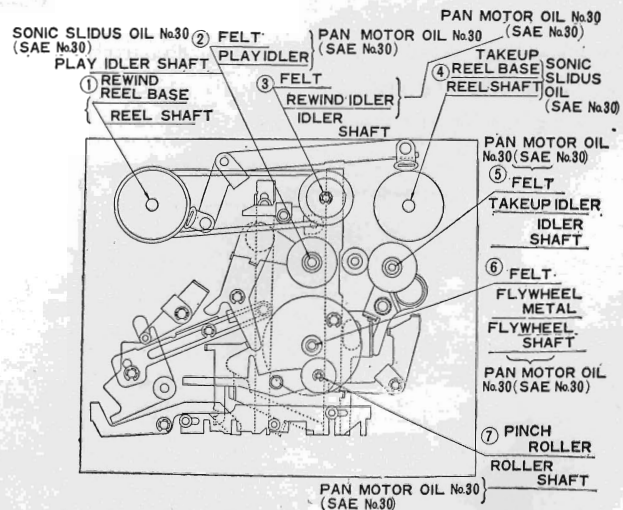 SONIC SLIDUS OIL No.30
(SAE No.30)
PLAY IDLER SHAFT
② FELT
PLAY IDLER
PAN MOTOR OIL No.30
(SAE No.30)
PAN MOTOR OIL No.30
(SAE No.30)
① REWIND
REEL BASE
REEL SHAFT
③ FELT
REWIND IDLER
IDLER
SHAFT
④ TAKEUP
REEL BASE
REEL SHAFT
SONIC
SLIDUS
OIL
(SAE No.30)
PAN MOTOR OIL
No.30 (SAE No.30)
⑤ FELT
TAKEUP IDLER
IDLER
SHAFT
⑥ FELT
FLYWHEEL
METAL
FLYWHEEL
SHAFT
PAN MOTOR OIL
No.30 (SAE No.30)
⑦ PINCH
ROLLER
ROLLER
SHAFT
PAN MOTOR OIL No.30
(SAE No.30)